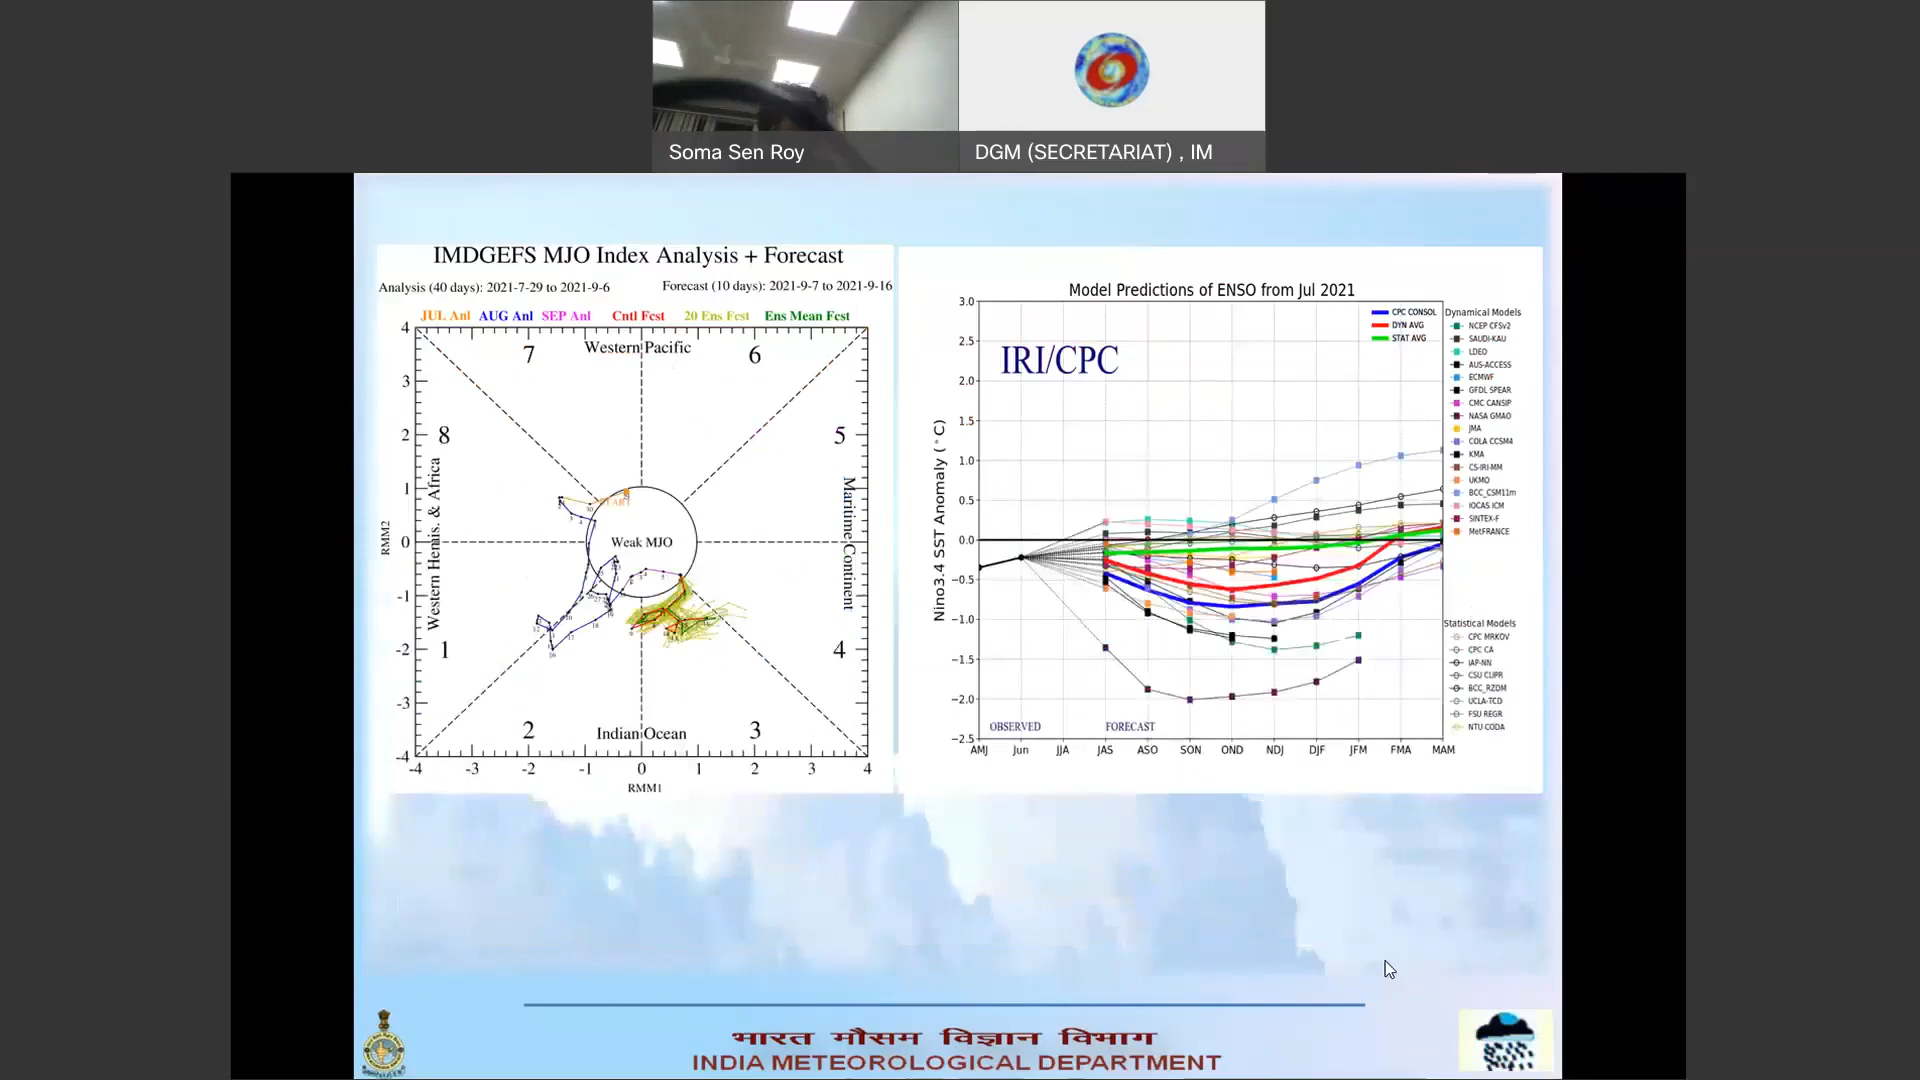 Soma Sen Roy
DGM (SECRETARIAT) , IM
IMDGEFS MJO Index Analysis + Forecast
Analysis (40 days): 2021-7-29 to 2021-9-6
Forecast (10 days): 2021-9-7 to 2021-9-16
JUL Anl AUG Anl SEP Anl Cntl Fcst 20 Ens Fcst Ens Mean Fcst
Western Pacific
7
6
8
5
1
4
2
3
Western Hemis. & Africa
Maritime Continent
Indian Ocean
Weak MJO
START
RMM2
4
3
2
1
0
-1
-2
-3
-4
-4 -3 -2 -1 0 1 2 3 4
RMM1
Model Predictions of ENSO from Jul 2021
IRI/CPC
Nino3.4 SST Anomaly (°C)
3.0
2.5
2.0
1.5
1.0
0.5
0.0
−0.5
−1.0
−1.5
−2.0
−2.5
OBSERVED
FORECAST
AMJ Jun JJA JAS ASO SON OND NDJ DJF JFM FMA MAM
CPC CONSOL
DYN AVG
STAT AVG
Dynamical Models
NCEP CFSv2
SAUDI-KAU
LDEO
AUS-ACCESS
ECMWF
GFDL SPEAR
CMC CANSIP
NASA GMAO
JMA
COLA CCSM4
KMA
CS-IRI-MM
UKMO
BCC_CSM11m
IOCAS ICM
SINTEX-F
MetFRANCE
Statistical Models
CPC MRKOV
CPC CA
IAP-NN
CSU CLIPR
BCC_RZDM
UCLA-TCD
FSU REGR
NTU CODA
भारत मौसम विज्ञान विभाग
INDIA METEOROLOGICAL DEPARTMENT